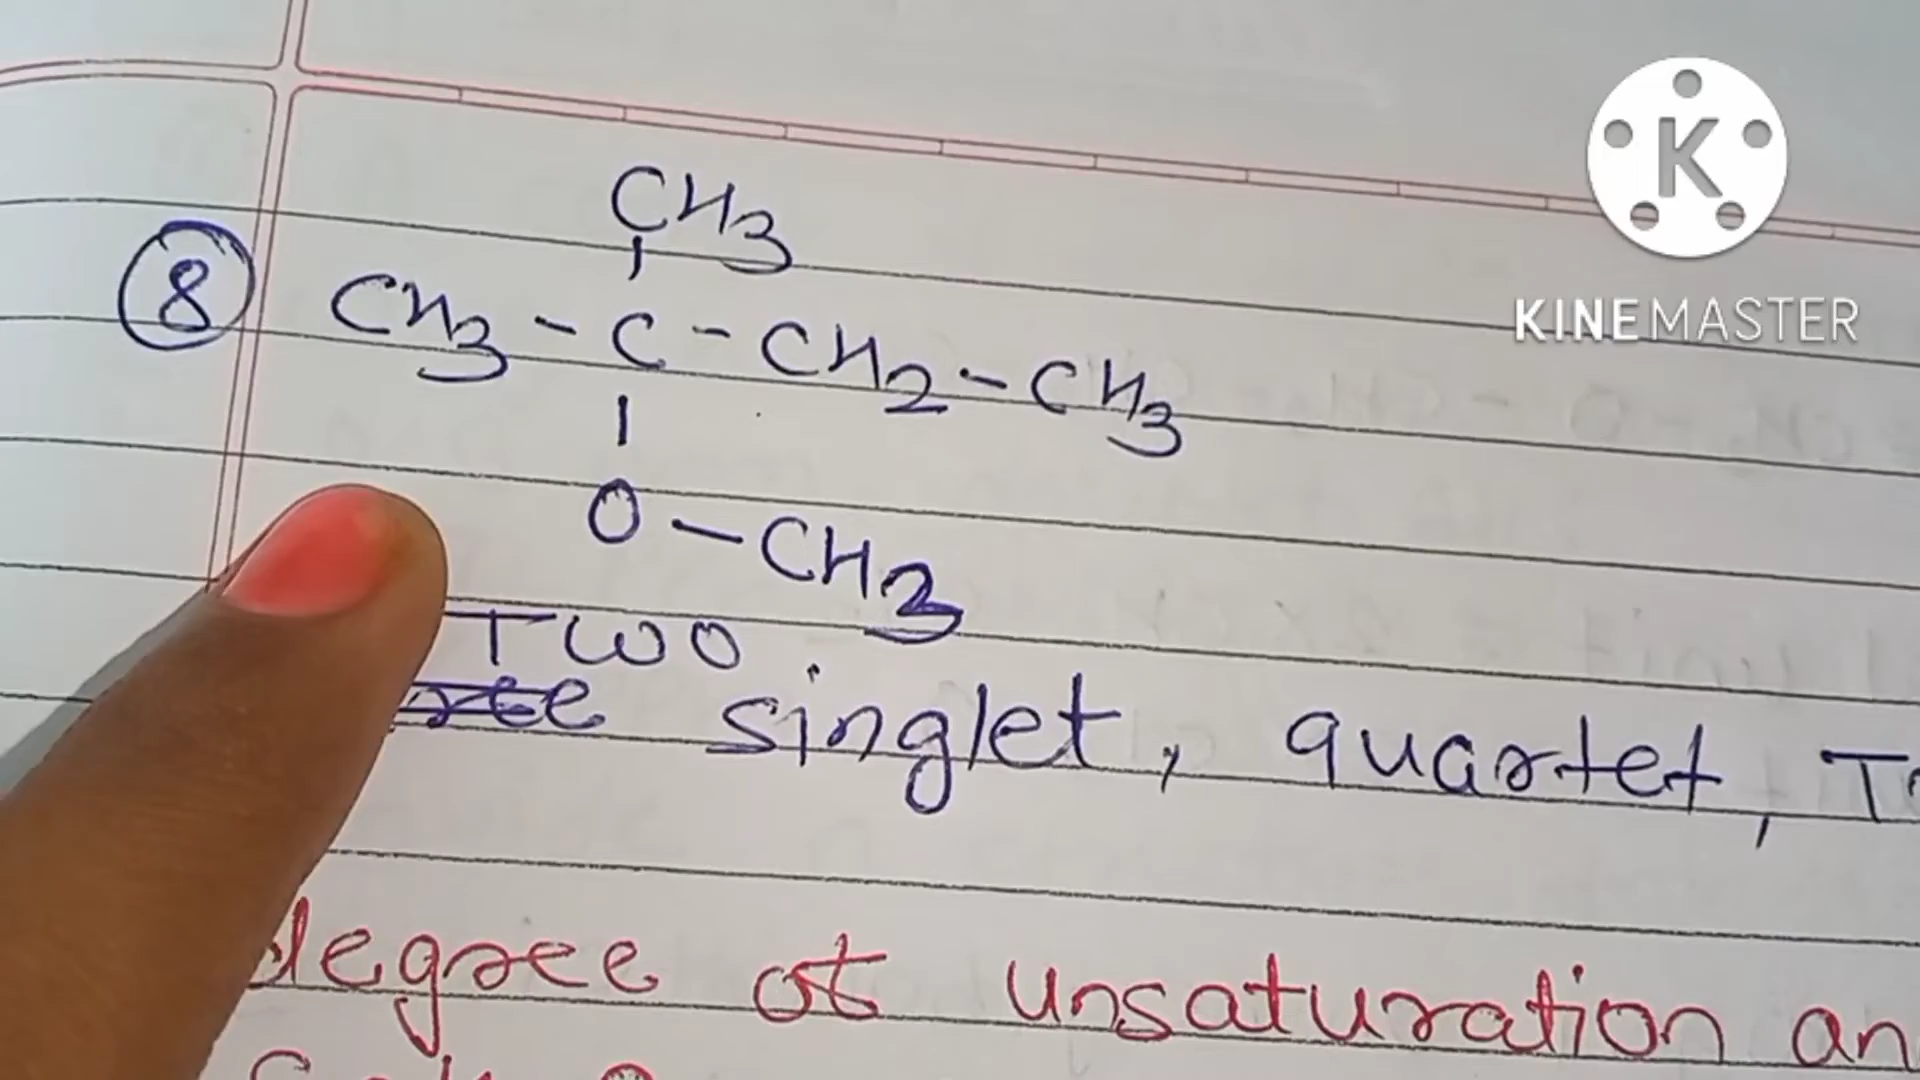 CH3
8 CH3 - C - CH2 - CH3
O - CH3
TWO
singlet, quartet,
degree of unsaturation an
K
KINEMASTER